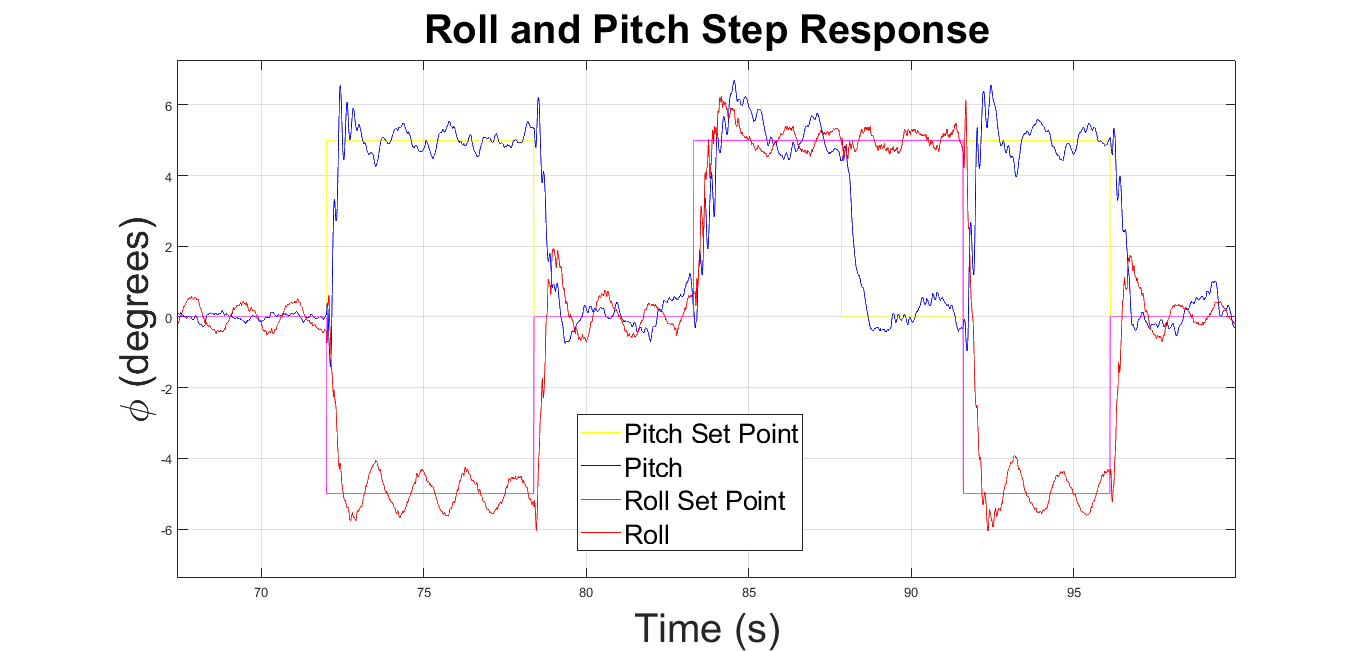 Roll and Pitch Step Response
ϕ (degrees)
6
4
2
0
-2
-4
-6
Pitch Set Point
Pitch
Roll Set Point
Roll
70 75 80 85 90 95
Time (s)